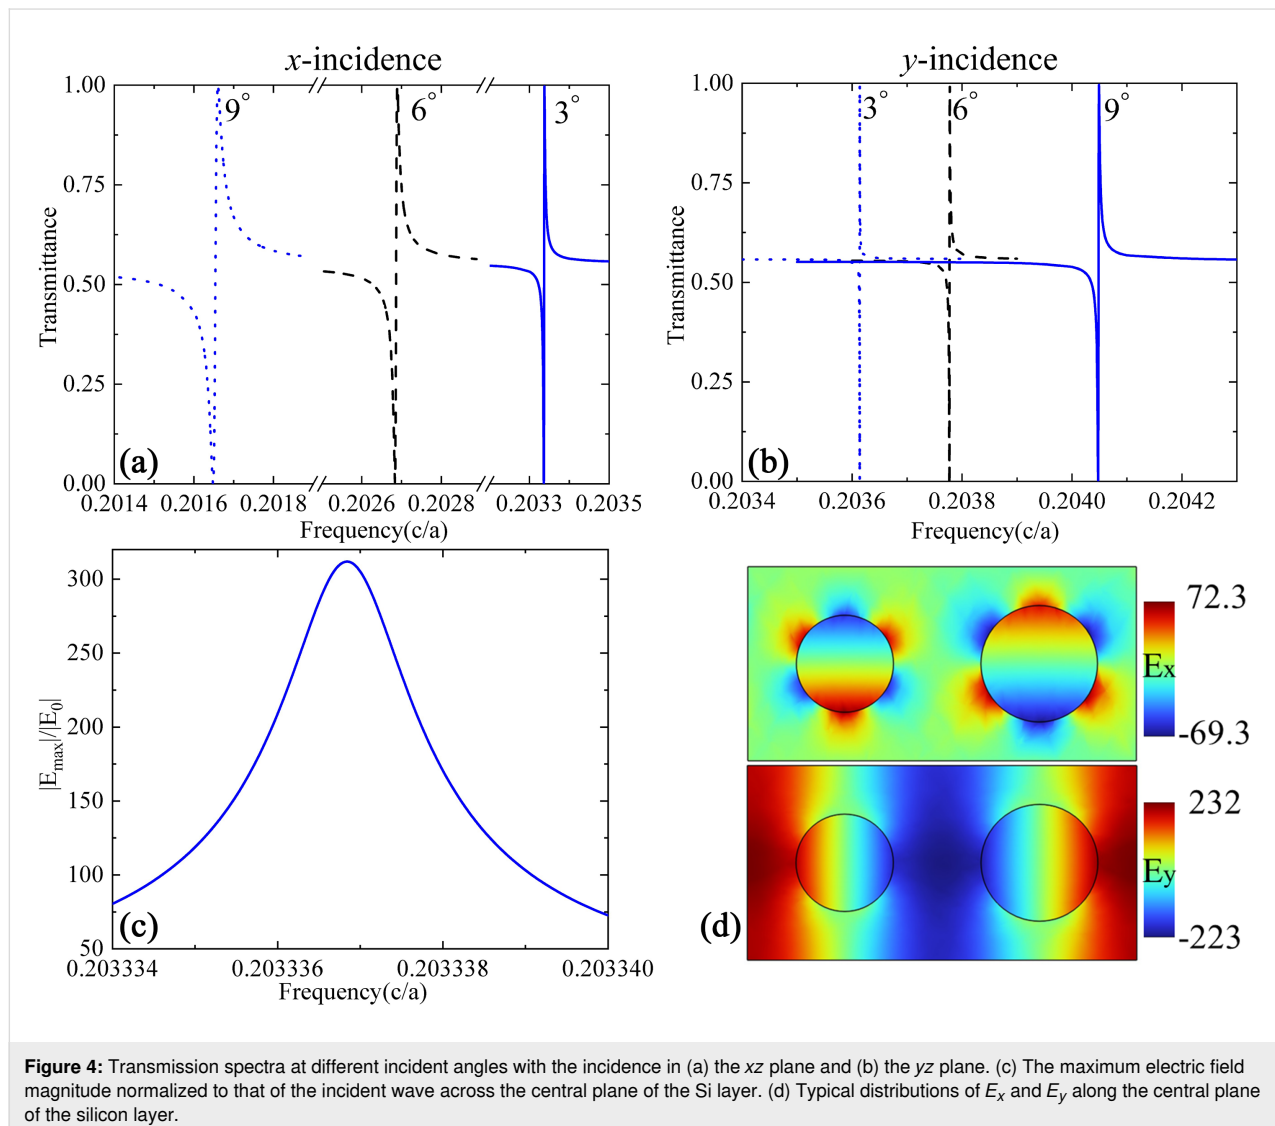 x-incidence
y-incidence
1.00
0.75
0.50
0.25
0.00
Transmittance
9°
6°
3°
(a)
0.2014 0.2016 0.2018 0.2026 0.2028 0.2033 0.2035
Frequency(c/a)
1.00
0.75
0.50
0.25
0.00
Transmittance
3°
6°
9°
(b)
0.2034 0.2036 0.2038 0.2040 0.2042
Frequency(c/a)
300
250
200
150
100
50
|Emax|/|E0|
(c)
0.203334 0.203336 0.203338 0.203340
Frequency(c/a)
72.3
Ex
-69.3
232
Ey
-223
(d)
Figure 4: Transmission spectra at different incident angles with the incidence in (a) the xz plane and (b) the yz plane. (c) The maximum electric field
magnitude normalized to that of the incident wave across the central plane of the Si layer. (d) Typical distributions of Ex and Ey along the central plane
of the silicon layer.